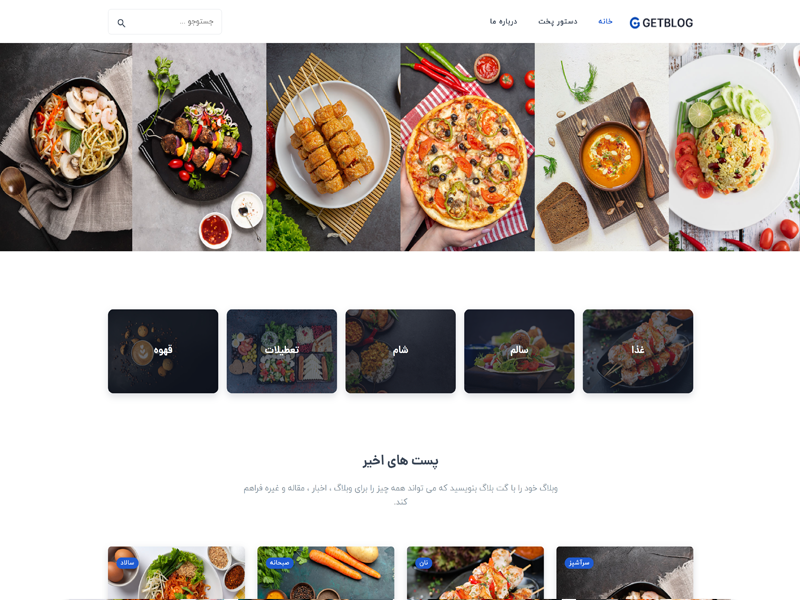 GETBLOG
خانه
دستور پخت
درباره ما
جستوجو ...
غذا
سالم
شام
تعطیلات
قهوه
پست های اخیر
وبلاگ خود را با گت بلاگ بنویسید که می تواند همه چیز را برای وبلاگ ، اخبار ، مقاله و غیره فراهم
کند.
سرآشپز
نان
صبحانه
سالاد